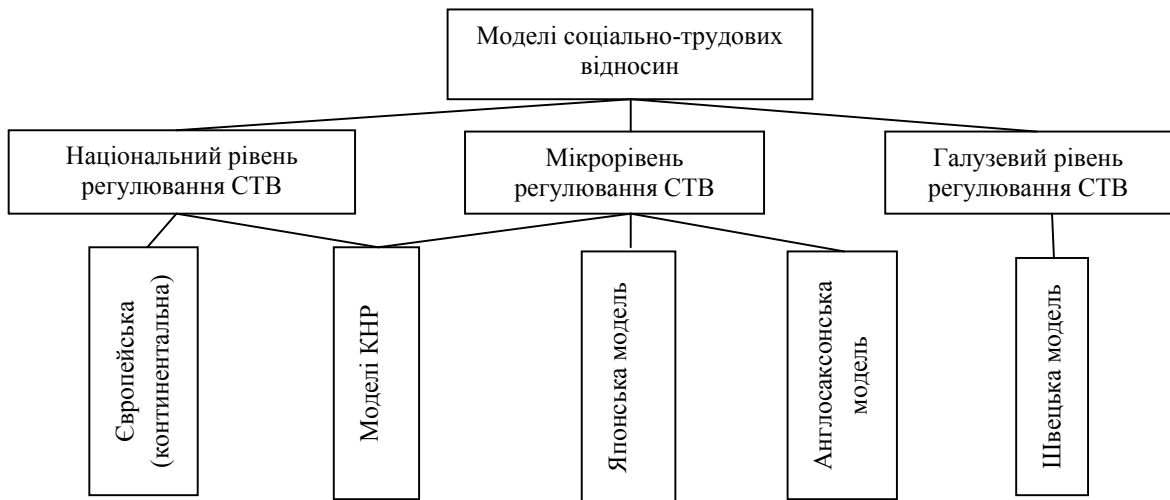 Моделі соціально-трудових
відносин
Національний рівень
регулювання СТВ
Мікрорівень
регулювання СТВ
Галузевий рівень
регулювання СТВ
Європейська
(континентальна)
Моделі КНР
Японська модель
Англосаксонська
модель
Швецька модель